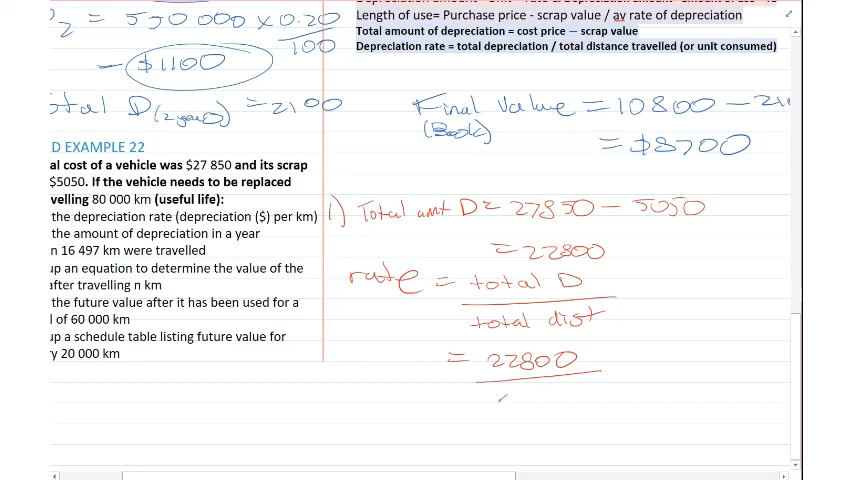 Length of use= Purchase price - scrap value / av rate of depreciation
Total amount of depreciation = cost price – scrap value
Depreciation rate = total depreciation / total distance travelled (or unit consumed)
2 = 550 000 × 0.20
100
= $1100
otal D (2 years) = 2100
Final Value = 10800 - 210
(Book)
= $8700
D EXAMPLE 22
al cost of a vehicle was $27 850 and its scrap
$5050. If the vehicle needs to be replaced
velling 80 000 km (useful life):
the depreciation rate (depreciation ($) per km)
the amount of depreciation in a year
n 16 497 km were travelled
up an equation to determine the value of the
after travelling n km
the future value after it has been used for a
l of 60 000 km
up a schedule table listing future value for
ry 20 000 km
1) Total amt D = 27850 - 5050
= 22800
rate = total D
total dist
= 22800